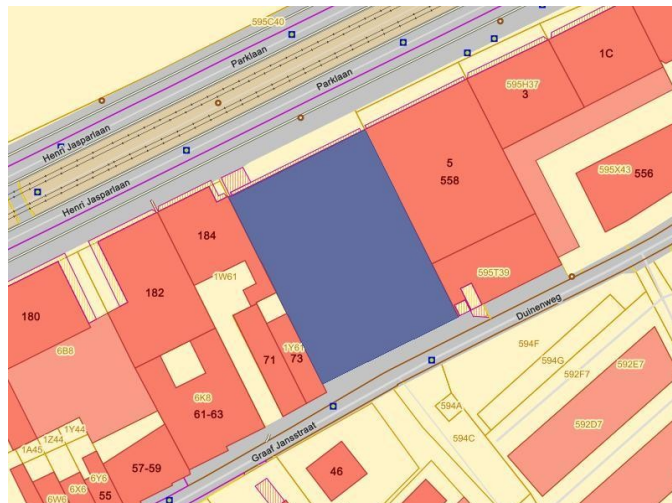 595C40
Parklaan
Henri Jasparlaan
Parklaan
Henri Jasparlaan
1C
595H37
3
5
558
595X43
556
184
1W61
182
180
6B8
595T39
Duinenweg
71
1Y61
73
6K8
61-63
594F
594G
592F7
592E7
594A
594C
592D7
Graaf Jansstraat
1Y44
1Z44
1A45
57-59
6Y6
6X6
6W6
55
46